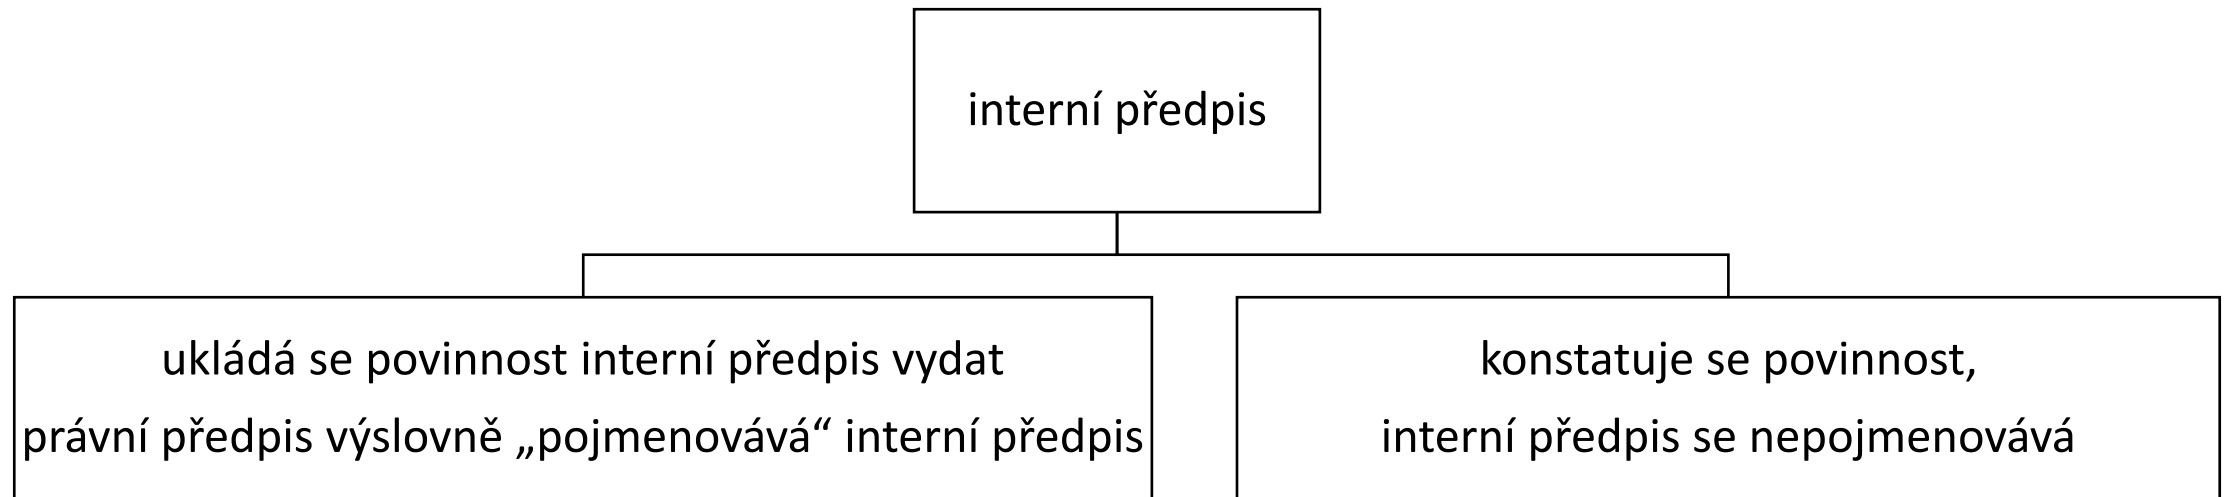 interní předpis
ukládá se povinnost interní předpis vydat
právní předpis výslovně „pojmenovává“ interní předpis
konstatuje se povinnost,
interní předpis se nepojmenovává